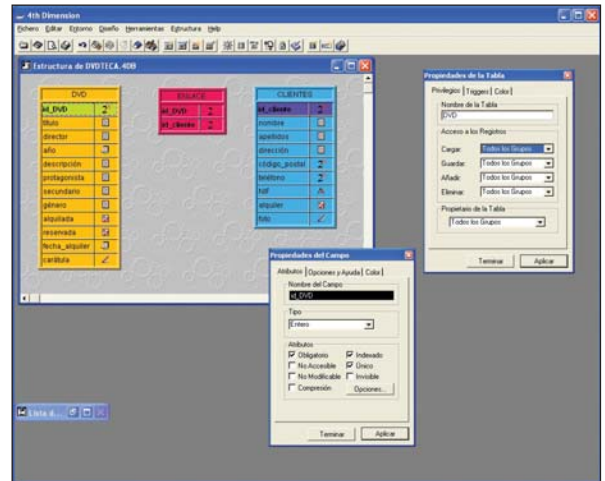 4th Dimension
Fichero Editar Entorno Diseño Herramientas Estructura Help
Estructura de DVDTECA.4DB
DVD
id_DVD
título
director
año
descripción
protagonista
secundario
género
alquilada
reservada
fecha_alquiler
carátula
ENLACE
id_DVD
id_cliente
CLIENTES
id_cliente
nombre
apellidos
dirección
código_postal
teléfono
NIF
alquiler
foto
Propiedades de la Tabla
Privilegios Triggers Color
Nombre de la Tabla
DVD
Acceso a los Registros
Cargar: Todos los Grupos
Guardar: Todos los Grupos
Añadir: Todos los Grupos
Eliminar: Todos los Grupos
Propietario de la Tabla
Todos los Grupos
Terminar Aplicar
Propiedades del Campo
Atributos Opciones y Ayuda Color
Nombre del Campo
id_DVD
Tipo
Entero
Atributos
Obligatorio Indexado
No Accesible Único
No Modificable Invisible
Compresión Opciones...
Terminar Aplicar
Lista d...